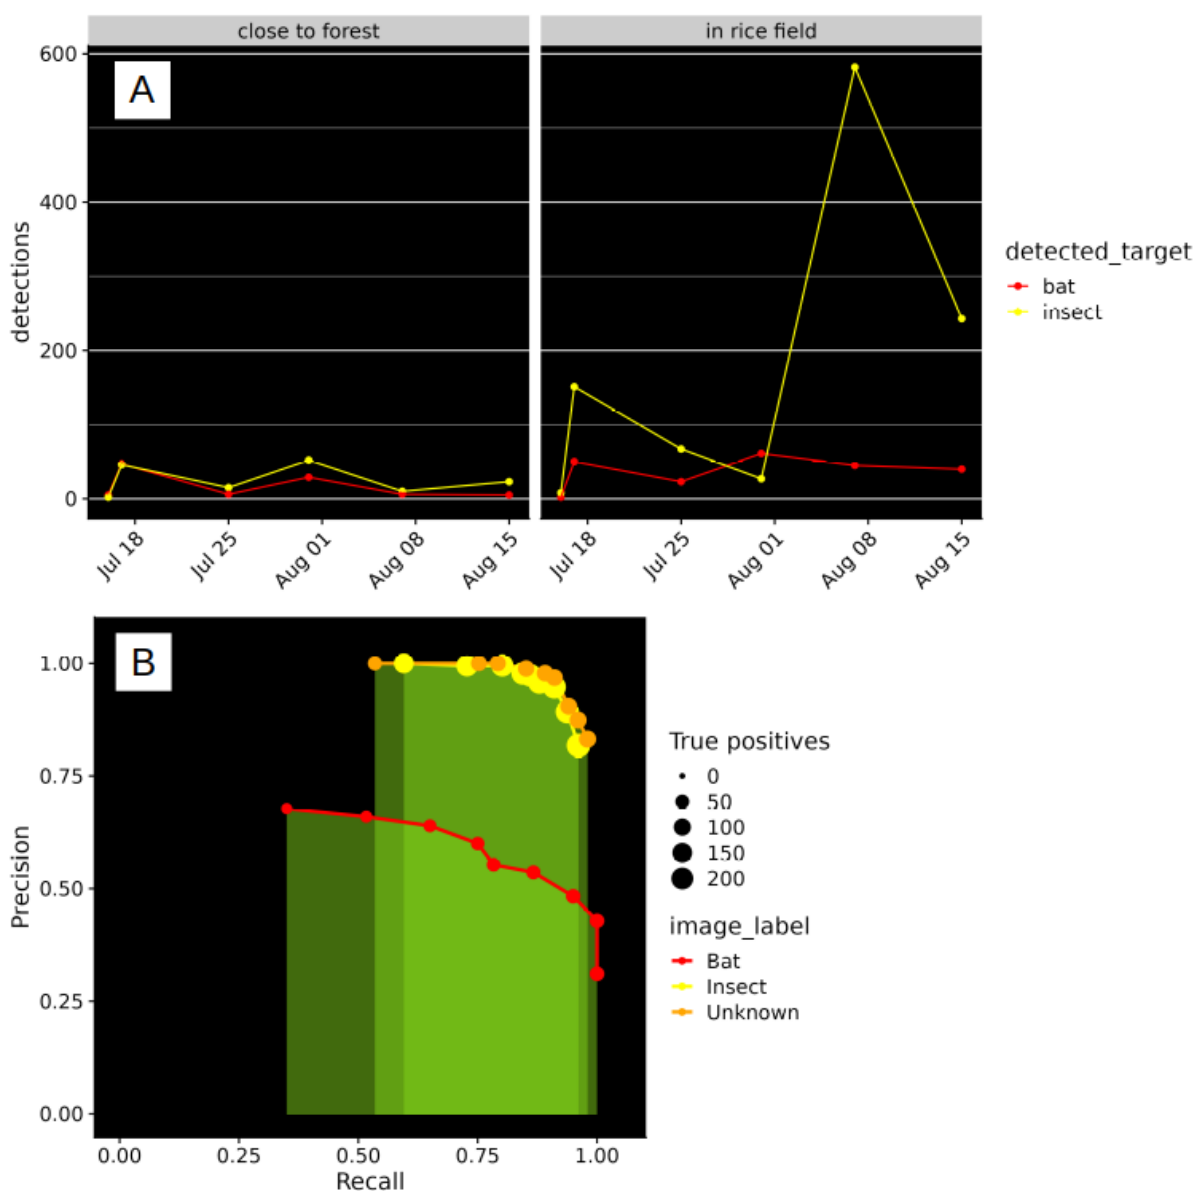 close to forest
in rice field
A
600
400
200
0
detections
Jul 18
Jul 25
Aug 01
Aug 08
Aug 15
Jul 18
Jul 25
Aug 01
Aug 08
Aug 15
detected_target
bat
insect
B
1.00
0.75
0.50
0.25
0.00
Precision
0.00
0.25
0.50
0.75
1.00
Recall
True positives
0
50
100
150
200
image_label
Bat
Insect
Unknown